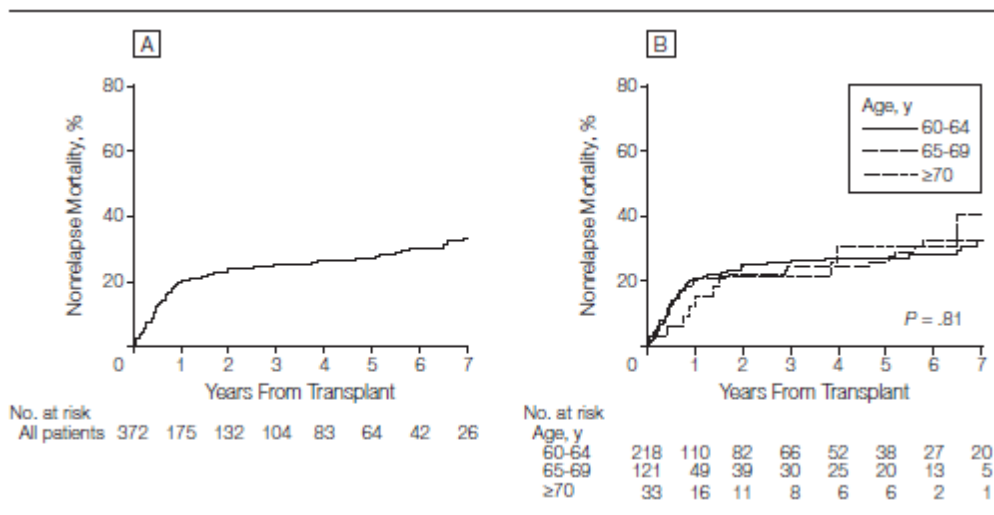 A
Nonrelapse Mortality, %
80
60
40
20
0
0 1 2 3 4 5 6 7
Years From Transplant
No. at risk
All patients 372 175 132 104 83 64 42 26
B
Nonrelapse Mortality, %
80
60
40
20
0
Age, y
60-64
65-69
≥70
P = .81
0 1 2 3 4 5 6 7
Years From Transplant
No. at risk
Age, y
60-64 218 110 82 66 52 38 27 20
65-69 121 49 39 30 25 20 13 5
≥70 33 16 11 8 6 6 2 1